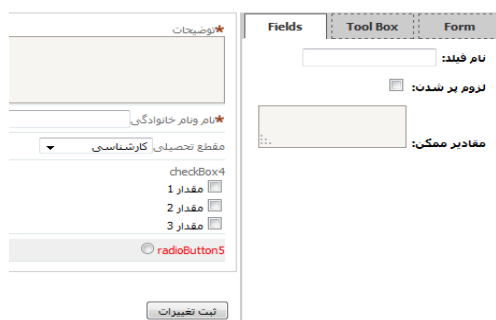 Fields
Tool Box
Form
نام فیلد:
لزوم پر شدن:
مقادیر ممکن:
*توضیحات
*نام ونام خانوادگی
مقطع تحصیلی کارشناسی
checkBox4
مقدار 1
مقدار 2
مقدار 3
radioButton5
ثبت تغییرات